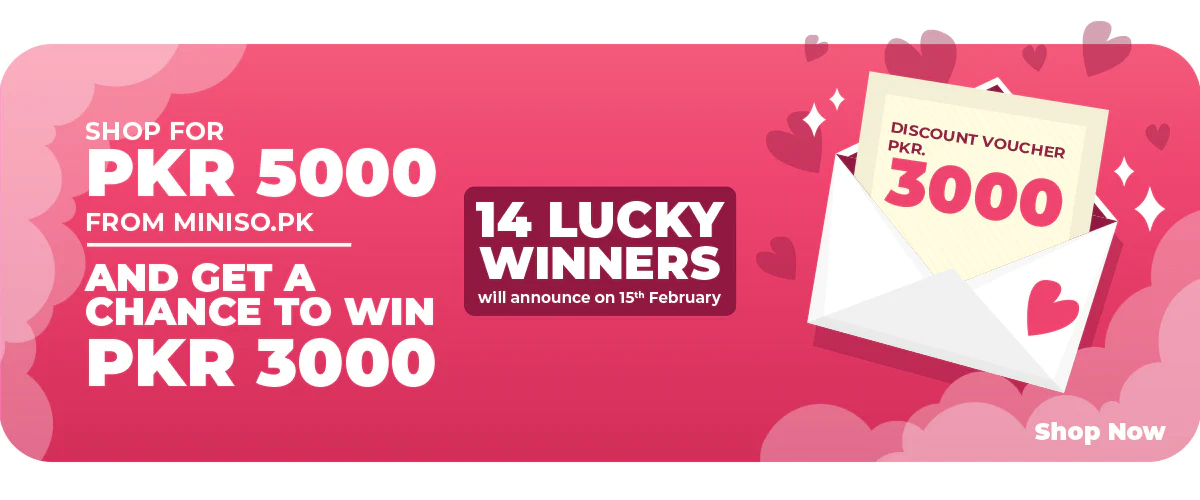 SHOP FOR
PKR 5000
FROM MINISO.PK
AND GET A
CHANCE TO WIN
PKR 3000
14 LUCKY
WINNERS
will announce on 15th February
DISCOUNT VOUCHER
PKR.
3000
Shop Now